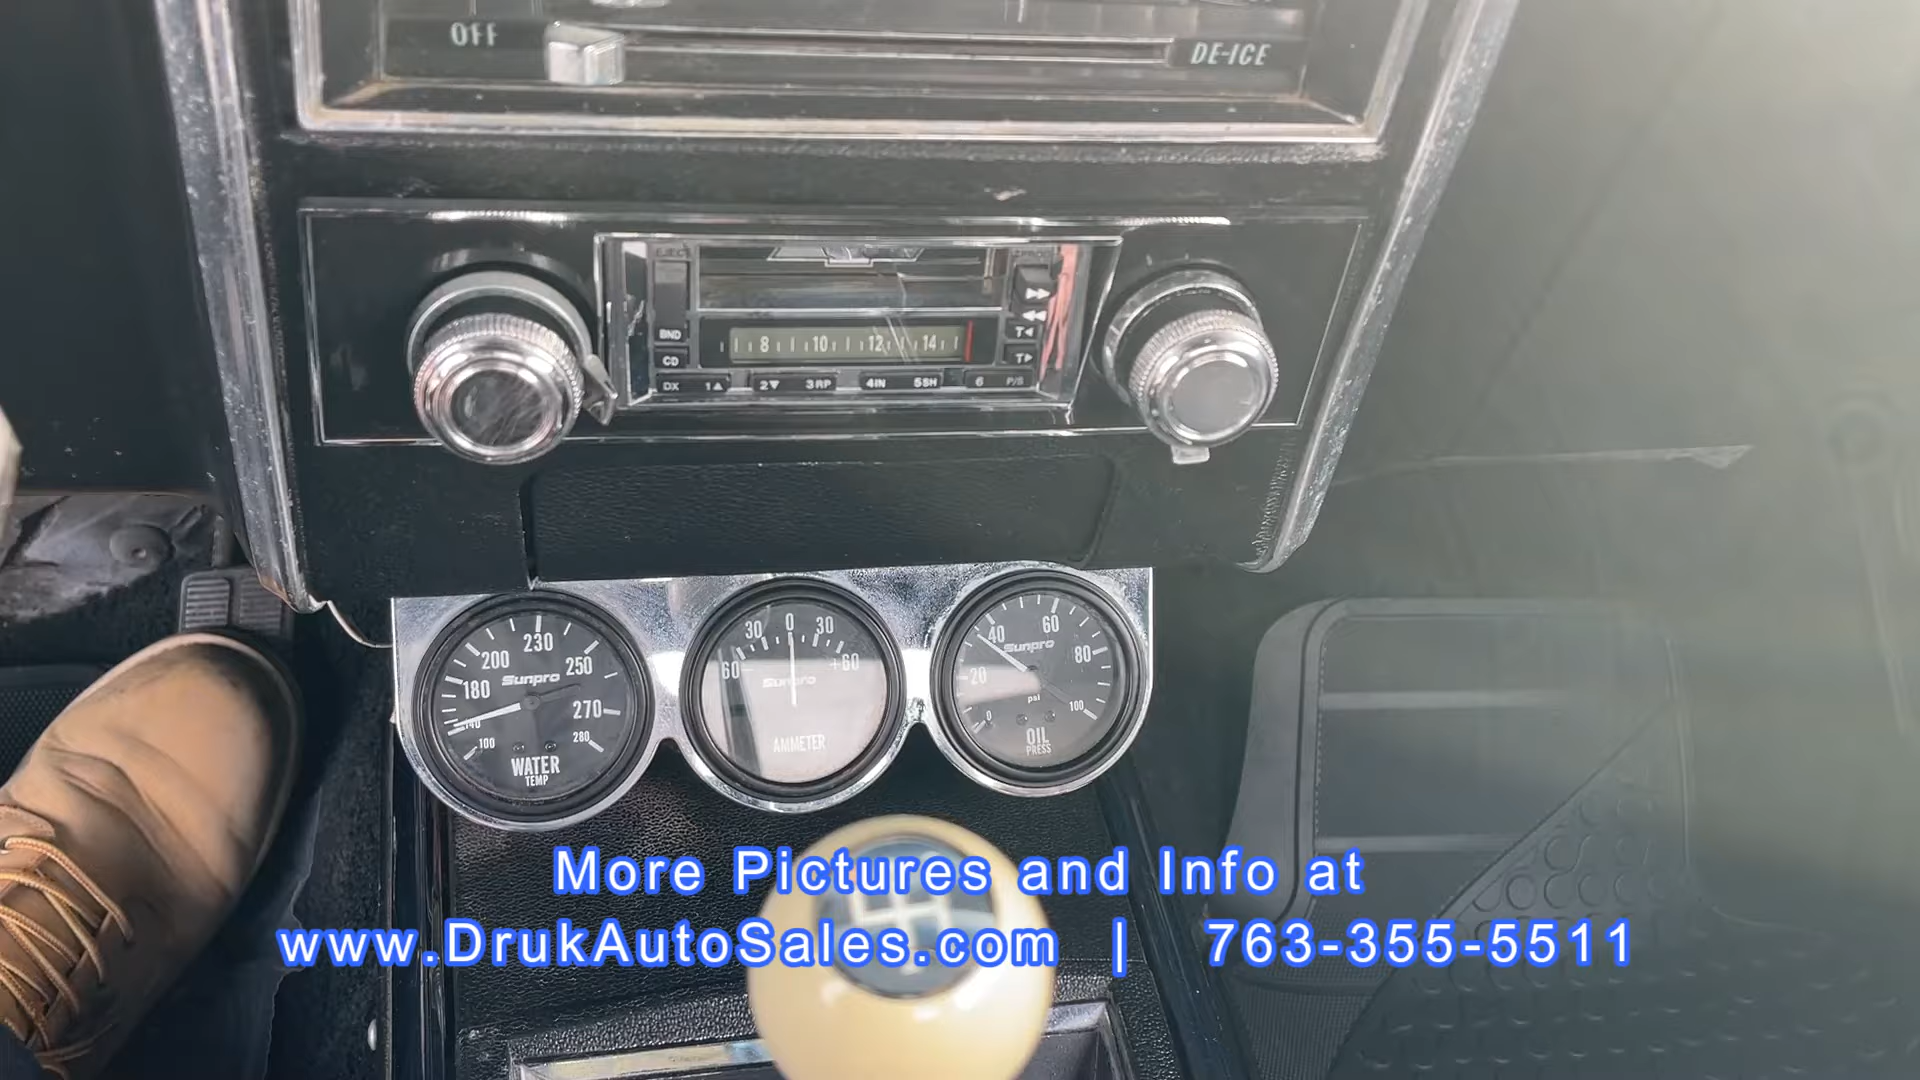 OFF
DE-ICE
BND
8 10 12 14
CD
DX 1▲ 2▼ 3RP 4IN 5SH 6 P/S
T◀
T▶
100 140 180 200 230 250 270 280
Sunpro
WATER
TEMP
60 30 0 30 +60
Sunpro
AMMETER
0 20 40 60 80 100
Sunpro
psi
OIL
PRESS
More Pictures and Info at
www.DrukAutoSales.com | 763-355-5511